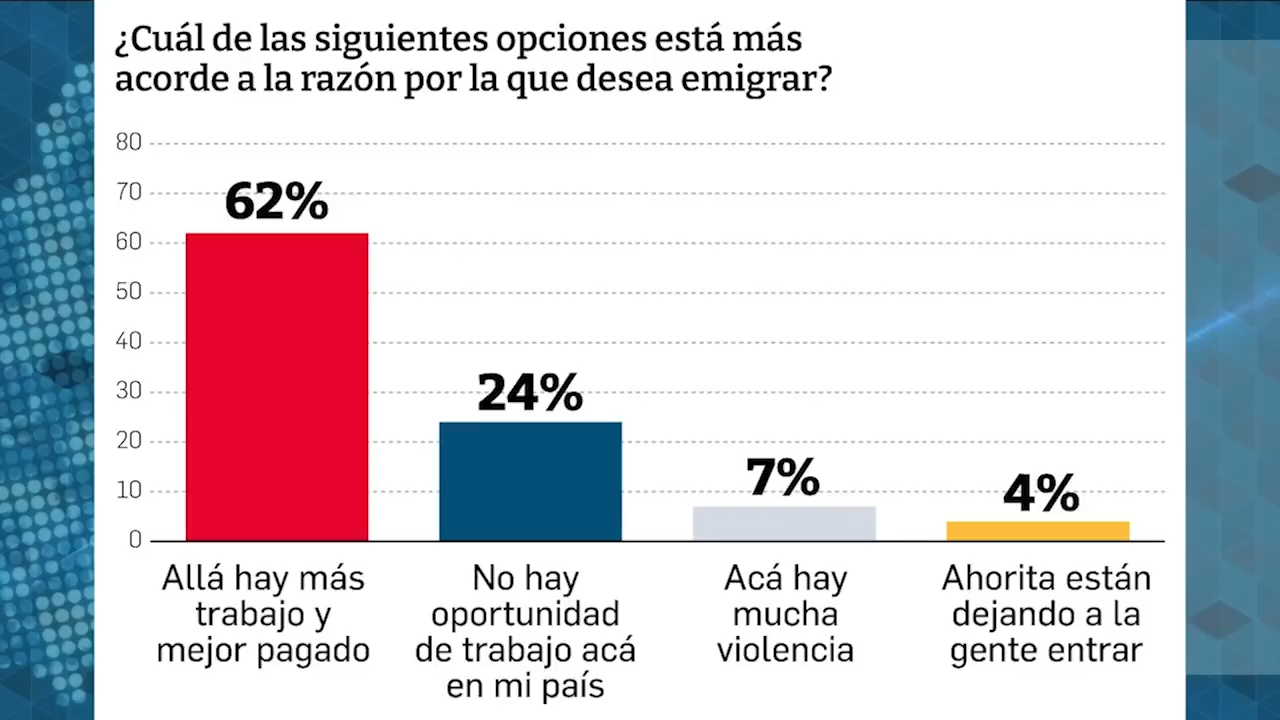 ¿Cuál de las siguientes opciones está más
acorde a la razón por la que desea emigrar?
80
70
60
50
40
30
20
10
0
62%
24%
7%
4%
Allá hay más
trabajo y
mejor pagado
No hay
oportunidad
de trabajo acá
en mi país
Acá hay
mucha
violencia
Ahorita están
dejando a la
gente entrar